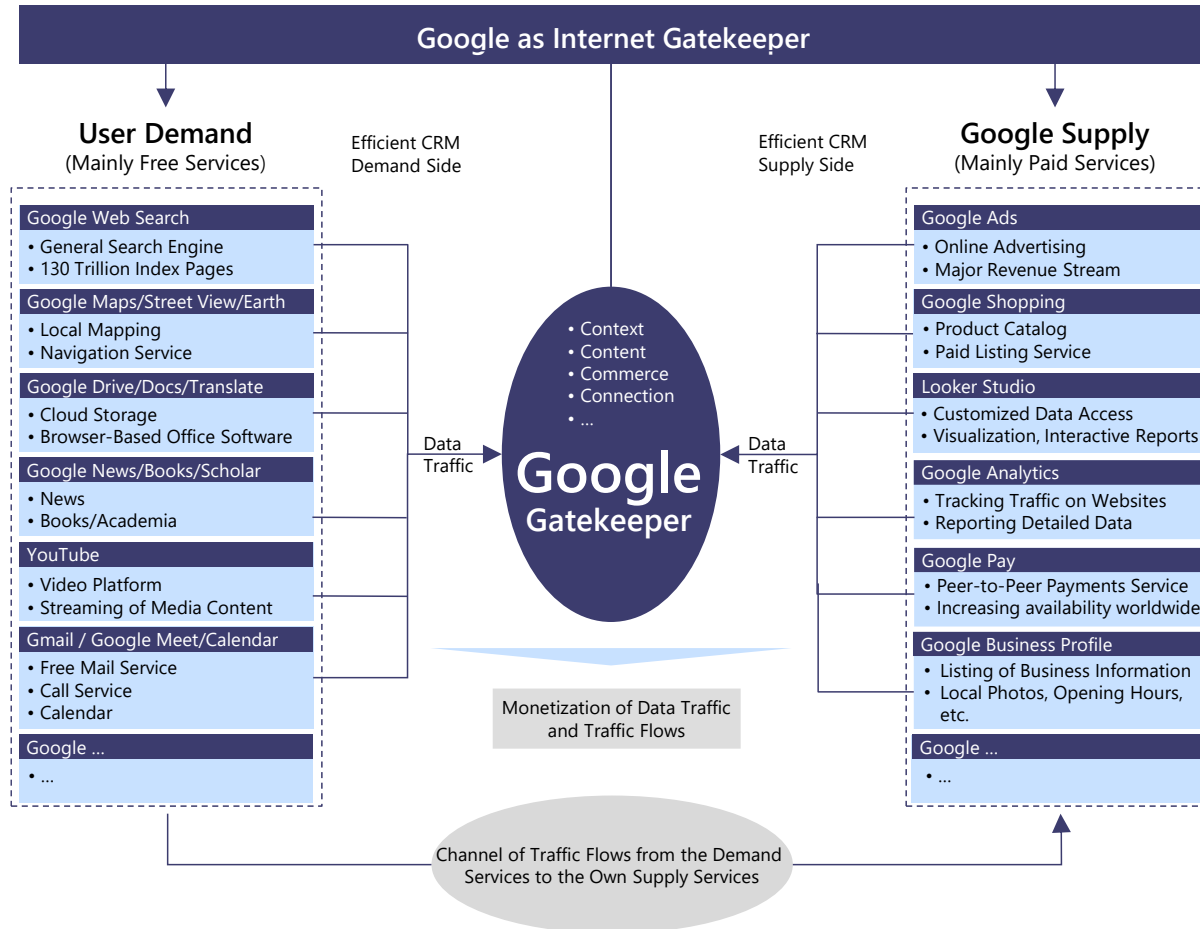 Google as Internet Gatekeeper
User Demand
(Mainly Free Services)
Efficient CRM
Demand Side
Efficient CRM
Supply Side
Google Supply
(Mainly Paid Services)
Google Web Search
• General Search Engine
• 130 Trillion Index Pages
Google Maps/Street View/Earth
• Local Mapping
• Navigation Service
Google Drive/Docs/Translate
• Cloud Storage
• Browser-Based Office Software
Google News/Books/Scholar
• News
• Books/Academia
YouTube
• Video Platform
• Streaming of Media Content
Gmail / Google Meet/Calendar
• Free Mail Service
• Call Service
• Calendar
Google ...
• ...
Data
Traffic
• Context
• Content
• Commerce
• Connection
• ...
Google
Gatekeeper
Data
Traffic
Monetization of Data Traffic
and Traffic Flows
Google Ads
• Online Advertising
• Major Revenue Stream
Google Shopping
• Product Catalog
• Paid Listing Service
Looker Studio
• Customized Data Access
• Visualization, Interactive Reports
Google Analytics
• Tracking Traffic on Websites
• Reporting Detailed Data
Google Pay
• Peer-to-Peer Payments Service
• Increasing availability worldwide
Google Business Profile
• Listing of Business Information
• Local Photos, Opening Hours,
etc.
Google ...
• ...
Channel of Traffic Flows from the Demand
Services to the Own Supply Services